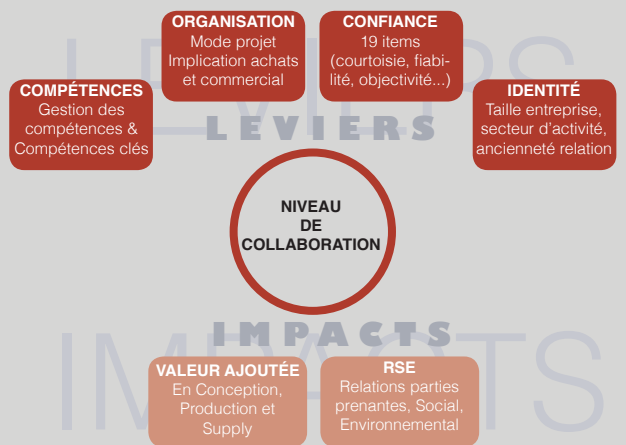 LEVIERS
ORGANISATION
Mode projet
Implication achats
et commercial
CONFIANCE
19 items
(courtoisie, fiabi-
lité, objectivité...)
COMPÉTENCES
Gestion des
compétences &
Compétences clés
IDENTITÉ
Taille entreprise,
secteur d'activité,
ancienneté relation
LEVIERS
NIVEAU
DE
COLLABORATION
IMPACTS
IMPACTS
VALEUR AJOUTÉE
En Conception,
Production et
Supply
RSE
Relations parties
prenantes, Social,
Environnemental